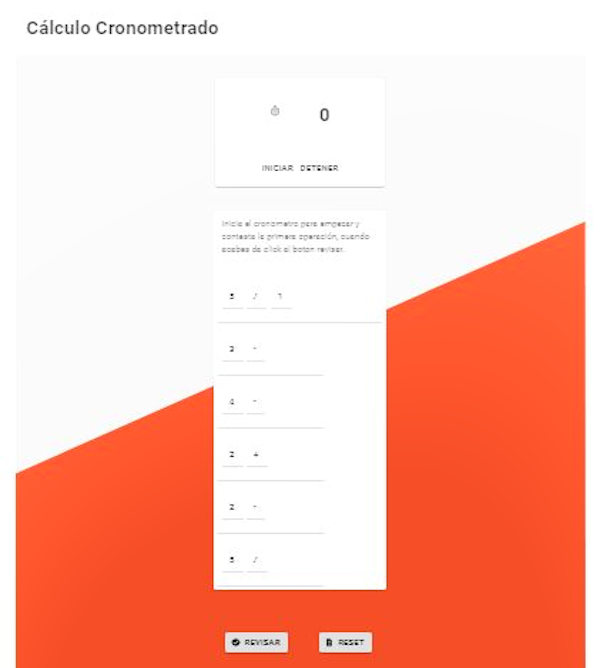 Cálculo Cronometrado
0
INICIAR DETENER
Inicia el cronometro para empezar y
contesta la primera operación, cuando
acabes da click al boton revisar.
5 / 1
3 -
4 -
2 +
2 -
5 /
REVISAR RESET